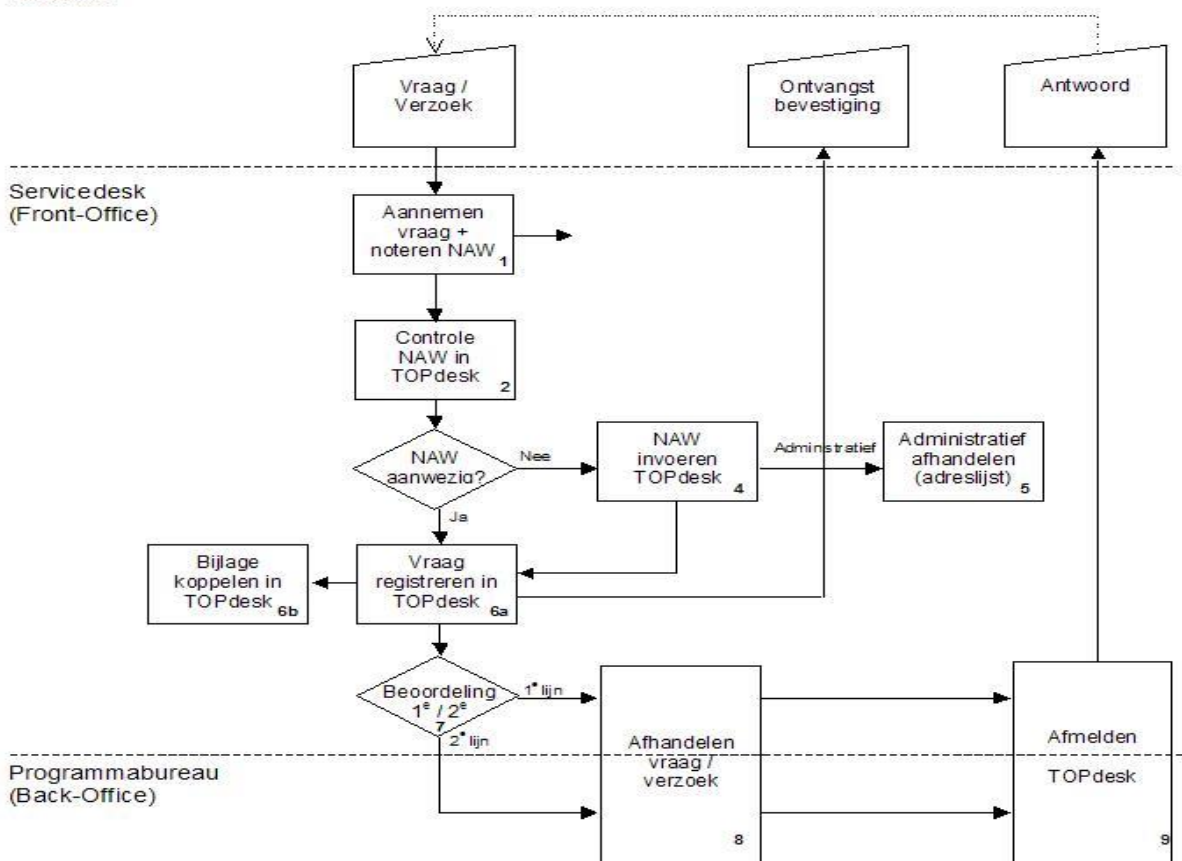 Vraag /
Verzoek
Ontvangst
bevestiging
Antwoord
Servicedesk
(Front-Office)
Aannemen
vraag +
noteren NAW
1
Controle
NAW in
TOPdesk
2
NAW
aanwezig?
Nee
NAW
invoeren
TOPdesk
4
Adminstratief
Administratief
afhandelen
(adreslijst)
5
Ja
Bijlage
koppelen in
TOPdesk
6b
Vraag
registreren in
TOPdesk
6a
Beoordeling
1e / 2e
7
1e lijn
2e lijn
Afhandelen
vraag /
verzoek
8
Afmelden
TOPdesk
9
Programmabureau
(Back-Office)